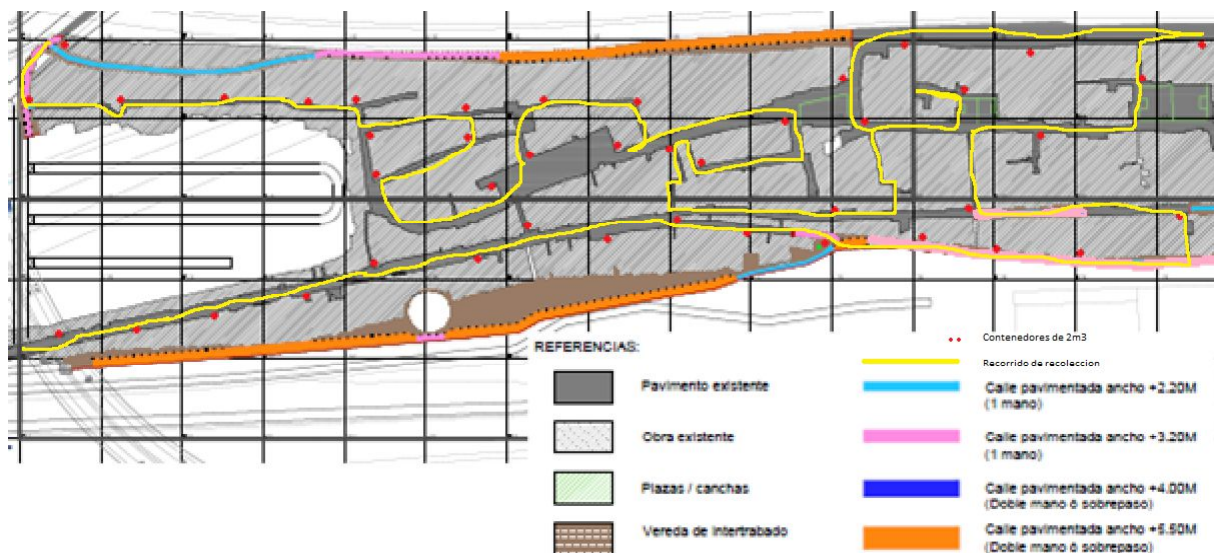 REFERENCIAS:
Pavimento existente
Obra existente
Plazas / canchas
Vereda de intertrabado
Contenedores de 2m3
Recorrido de recoleccion
Calle pavimentada ancho +2.20M
(1 mano)
Calle pavimentada ancho +3.20M
(1 mano)
Calle pavimentada ancho +4.00M
(Doble mano ó sobrepaso)
Calle pavimentada ancho +5.50M
(Doble mano ó sobrepaso)